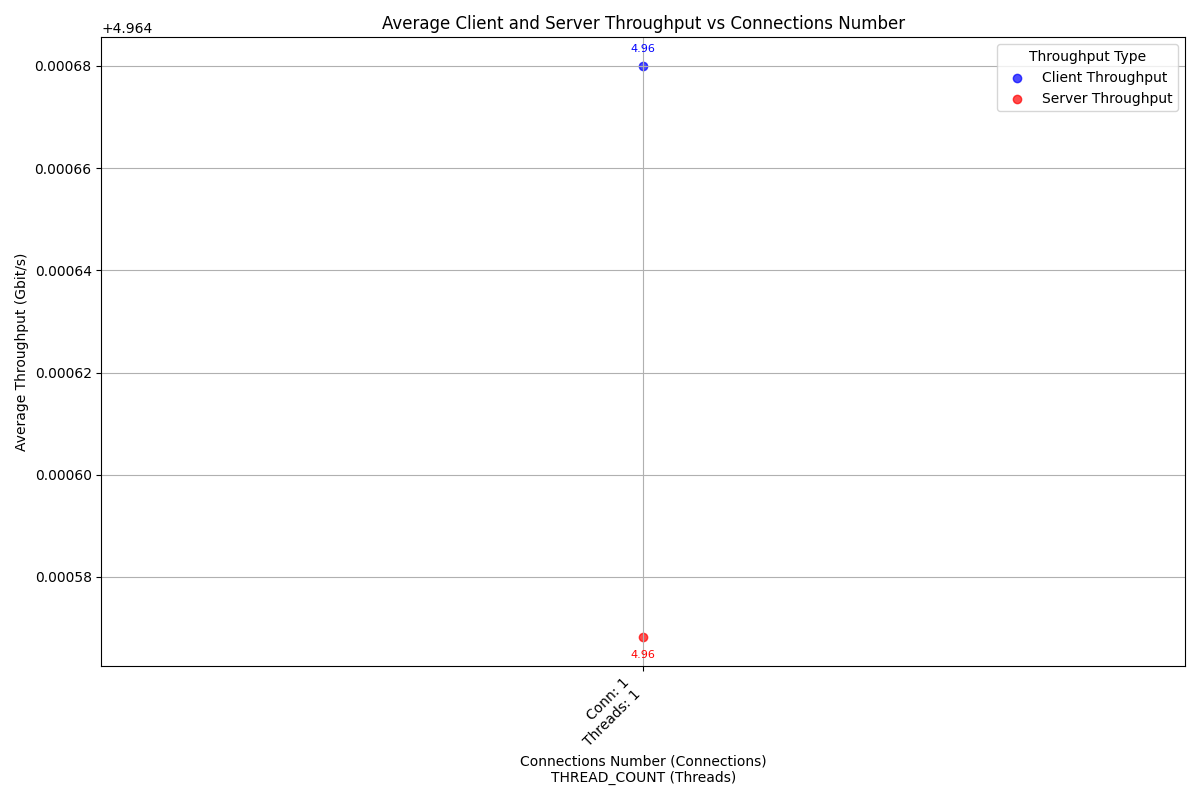 Average Client and Server Throughput vs Connections Number
+4.964
4.96
Throughput Type
Client Throughput
Server Throughput
0.00068
0.00066
0.00064
0.00062
0.00060
0.00058
Average Throughput (Gbit/s)
4.96
Conn: 1
Threads: 1
Connections Number (Connections)
THREAD_COUNT (Threads)